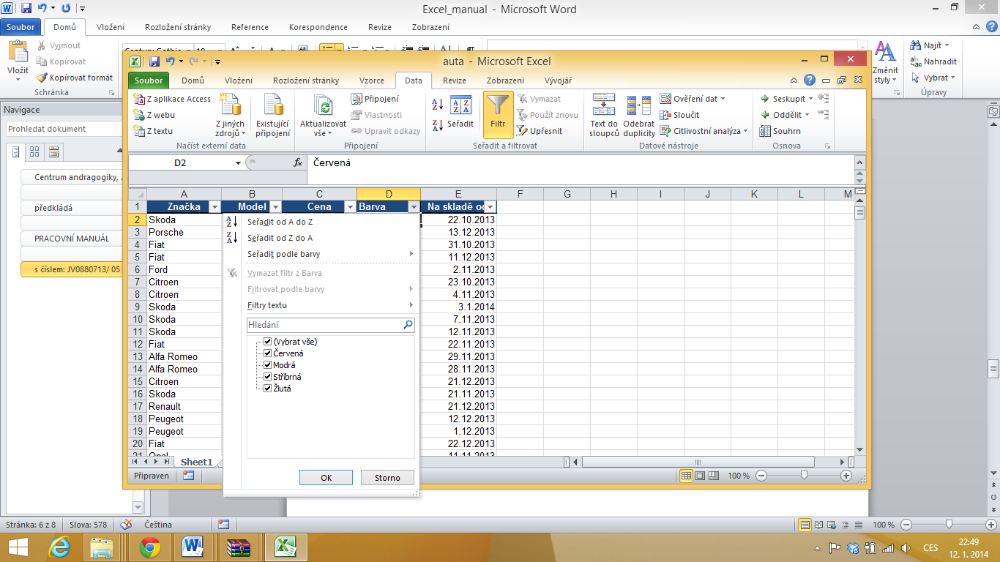 Excel_manual - Microsoft Word
Soubor Domů Vložení Rozložení stránky Reference Korespondence Revize Zobrazení
Vložit
Vyjmout
Kopírovat
Kopírovat formát
Schránka
Century Gothic
Změnit styly
Najít
Nahradit
Vybrat
Úpravy
Navigace
Prohledat dokument
Centrum andragogiky, .
předkládá
PRACOVNÍ MANUÁL
s číslem: JV0880713/ 05
auta - Microsoft Excel
Soubor Domů Vložení Rozložení stránky Vzorce Data Revize Zobrazení Vývojář
Z aplikace Access
Z webu
Z textu
Z jiných zdrojů
Existující připojení
Načíst externí data
Aktualizovat vše
Připojení
Vlastnosti
Upravit odkazy
Připojení
Seřadit
Filtr
Vymazat
Použít znovu
Upřesnit
Seřadit a filtrovat
Text do sloupců
Odebrat duplicity
Ověření dat
Sloučit
Citlivostní analýza
Datové nástroje
Seskupit
Oddělit
Souhrn
Osnova
D2 fx Červená
A B C D E F G H I J K L M
1 Značka Model Cena Barva Na skladě od
2 Skoda 22.10.2013
3 Porsche 13.12.2013
4 Fiat 31.10.2013
5 Fiat 11.12.2013
6 Ford 2.11.2013
7 Citroen 23.10.2013
8 Citroen 4.11.2013
9 Skoda 3.1.2014
10 Skoda 7.11.2013
11 Skoda 12.11.2013
12 Fiat 22.11.2013
13 Alfa Romeo 29.11.2013
14 Alfa Romeo 28.11.2013
15 Citroen 21.12.2013
16 Skoda 21.11.2013
17 Renault 21.12.2013
18 Peugeot 12.12.2013
19 Peugeot 1.12.2013
20 Fiat 22.12.2013
21 Opel 11.11.2013
Seřadit od A do Z
Seřadit od Z do A
Seřadit podle barvy
Vymazat filtr z Barva
Filtrovat podle barvy
Filtry textu
Hledání
(Vybrat vše)
Červená
Modrá
Stříbrná
Žlutá
OK Storno
Sheet1
Připraven 100 %
Stránka: 6 z 8 Slova: 578 Čeština 100 %
CES
22:49
12. 1. 2014